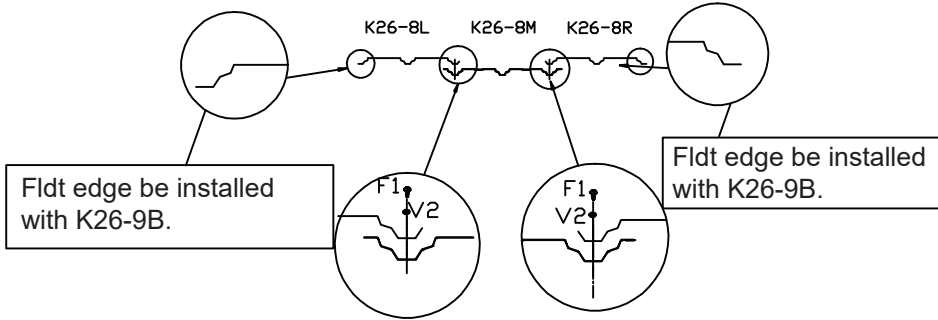 K26-8L K26-8M K26-8R
Fldt edge be installed
with K26-9B.
Fldt edge be installed
with K26-9B.
F1
V2
F1
V2